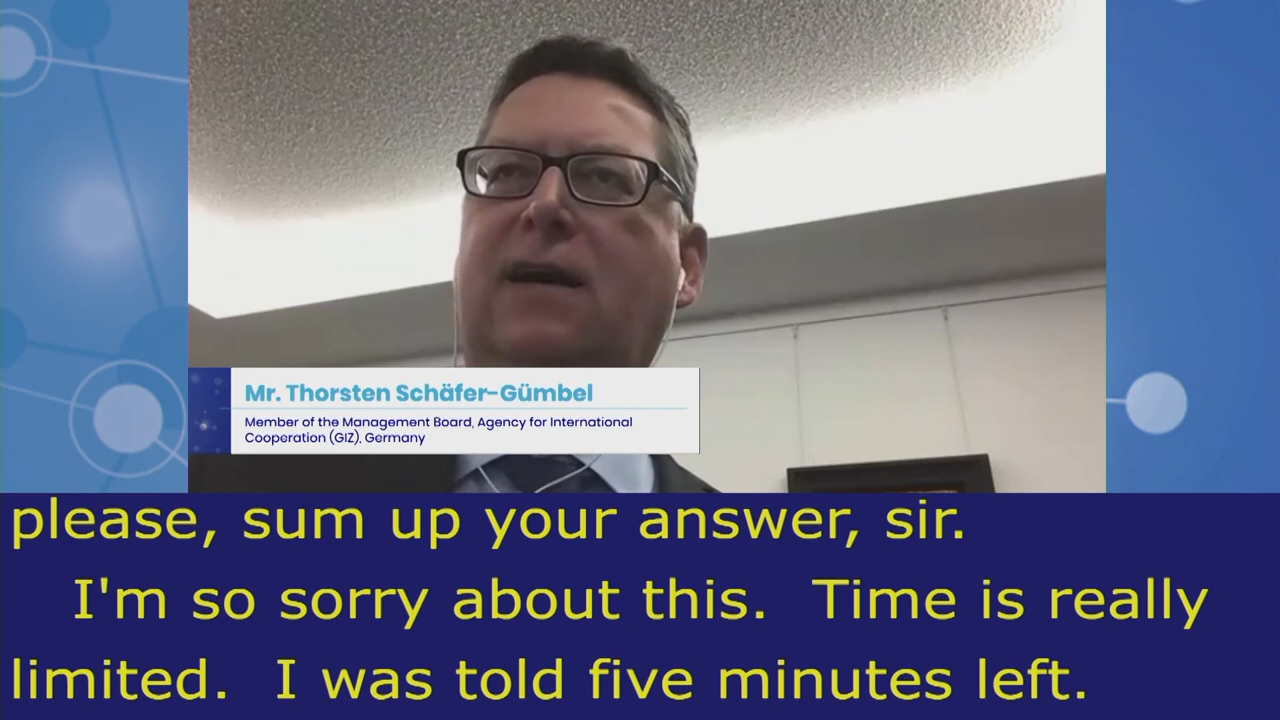 Mr. Thorsten Schäfer-Gümbel
Member of the Management Board, Agency for International
Cooperation (GIZ), Germany
please, sum up your answer, sir.
I'm so sorry about this. Time is really
limited. I was told five minutes left.